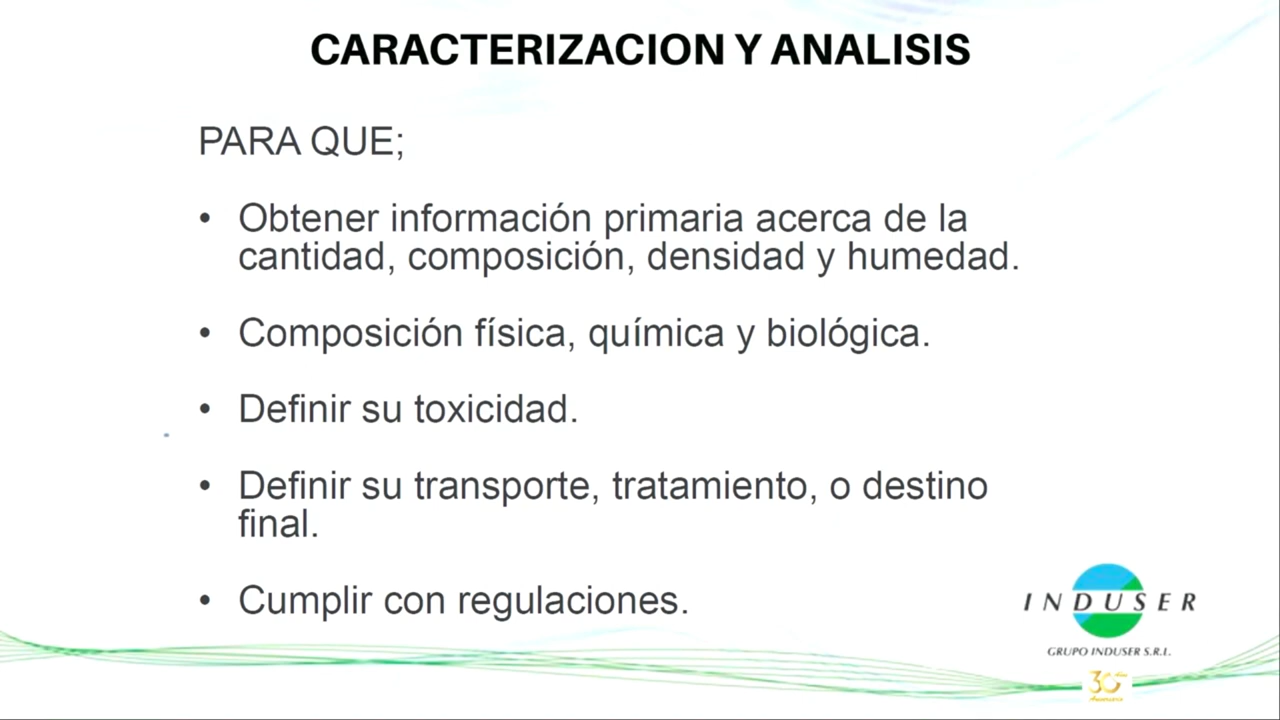 CARACTERIZACION Y ANALISIS
PARA QUE;
• Obtener información primaria acerca de la
cantidad, composición, densidad y humedad.
• Composición física, química y biológica.
• Definir su toxicidad.
• Definir su transporte, tratamiento, o destino
final.
• Cumplir con regulaciones.
INDUSER
GRUPO INDUSER S.R.L.
30